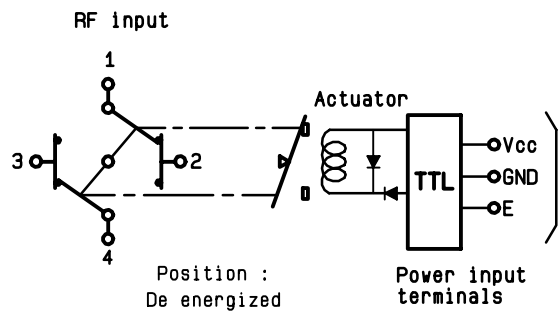 RF input
1
Actuator
3
2
TTL
Vcc
GND
E
4
Position :
De energized
Power input
terminals